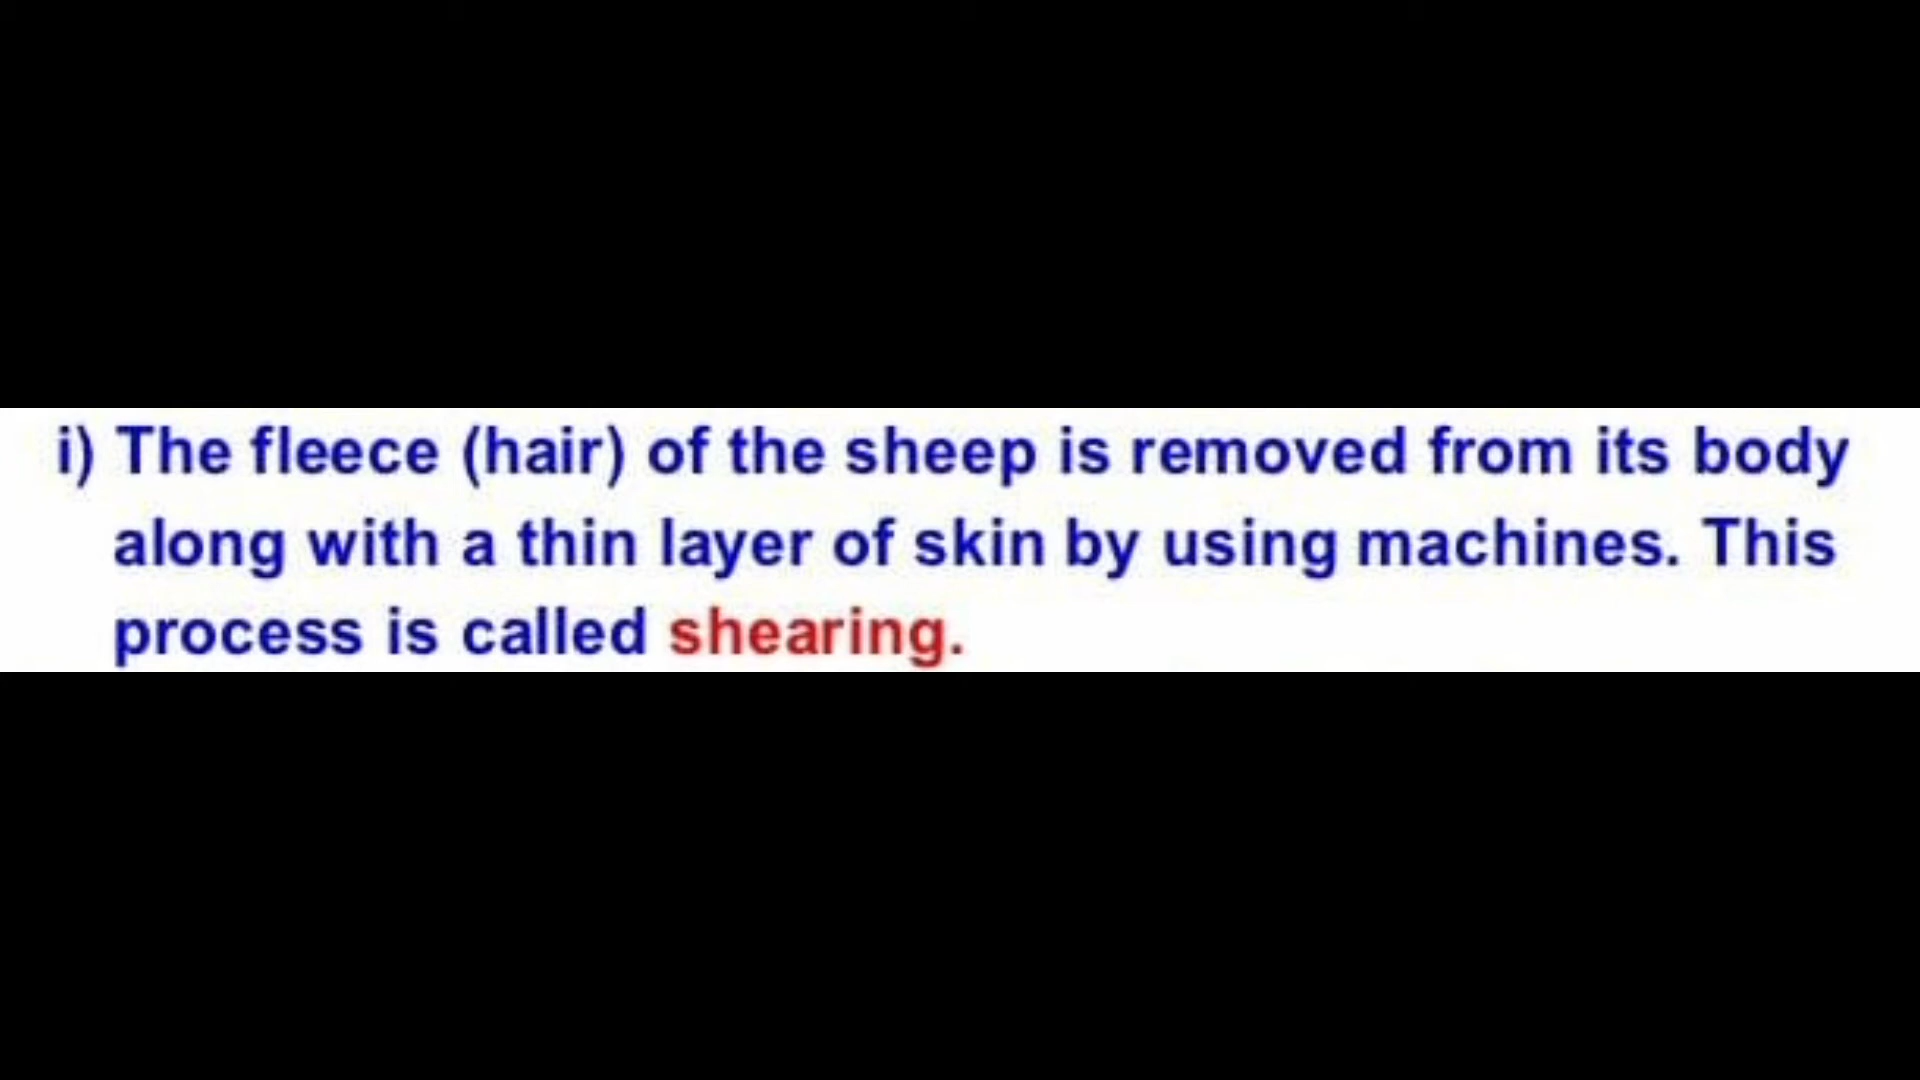 i) The fleece (hair) of the sheep is removed from its body
along with a thin layer of skin by using machines. This
process is called shearing.